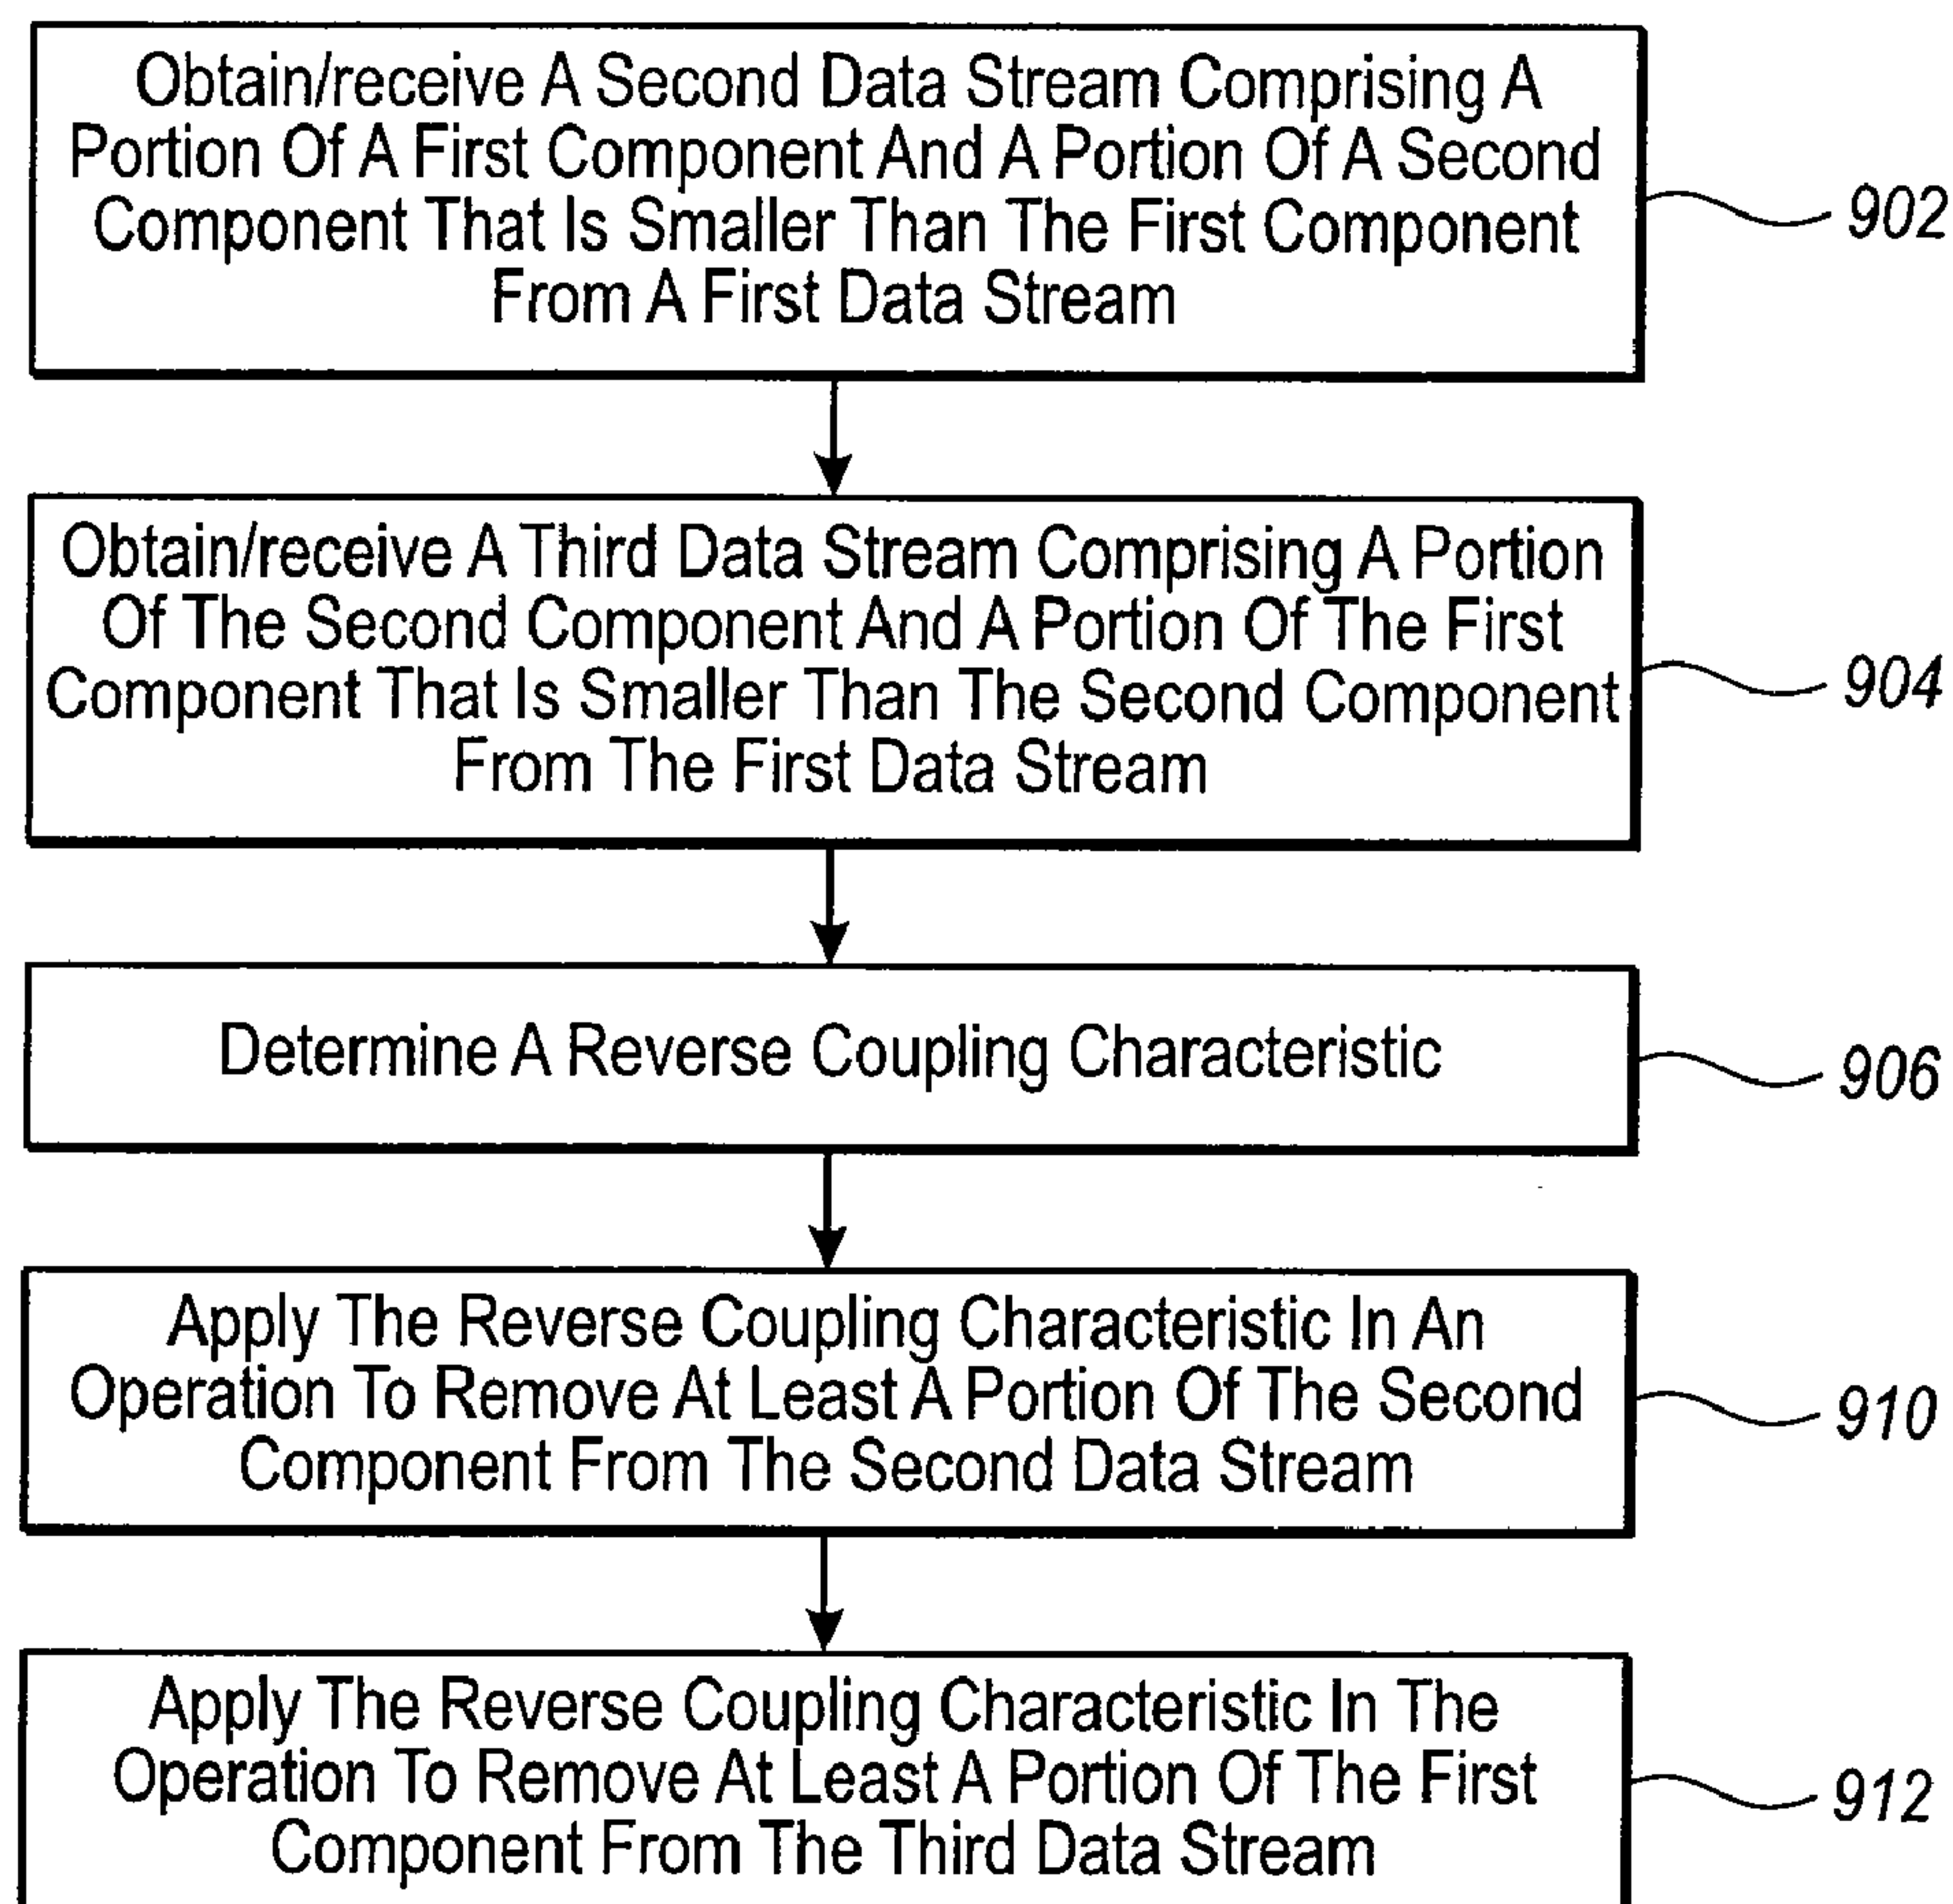 Obtain/receive A Second Data Stream Comprising A
Portion Of A First Component And A Portion Of A Second
Component That Is Smaller Than The First Component
From A First Data Stream
902
Obtain/receive A Third Data Stream Comprising A Portion
Of The Second Component And A Portion Of The First
Component That Is Smaller Than The Second Component
From The First Data Stream
904
Determine A Reverse Coupling Characteristic
906
Apply The Reverse Coupling Characteristic In An
Operation To Remove At Least A Portion Of The Second
Component From The Second Data Stream
910
Apply The Reverse Coupling Characteristic In The
Operation To Remove At Least A Portion Of The First
Component From The Third Data Stream
912